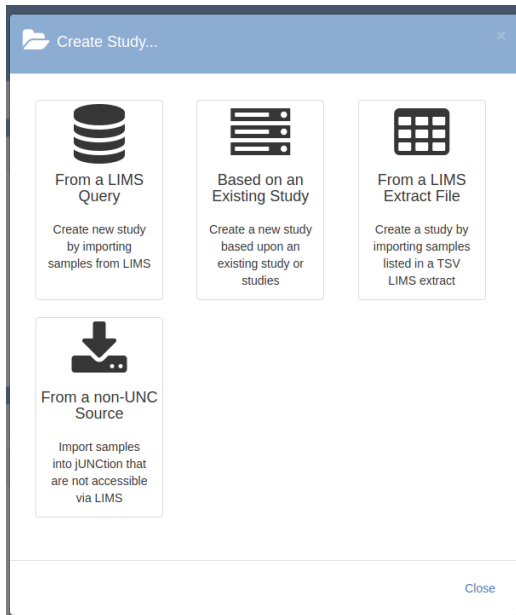 Create Study...
×
From a LIMS
Query
Create new study
by importing
samples from LIMS
Based on an
Existing Study
Create a new study
based upon an
existing study or
studies
From a LIMS
Extract File
Create a study by
importing samples
listed in a TSV
LIMS extract
From a non-UNC
Source
Import samples
into jUNCtion that
are not accessible
via LIMS
Close